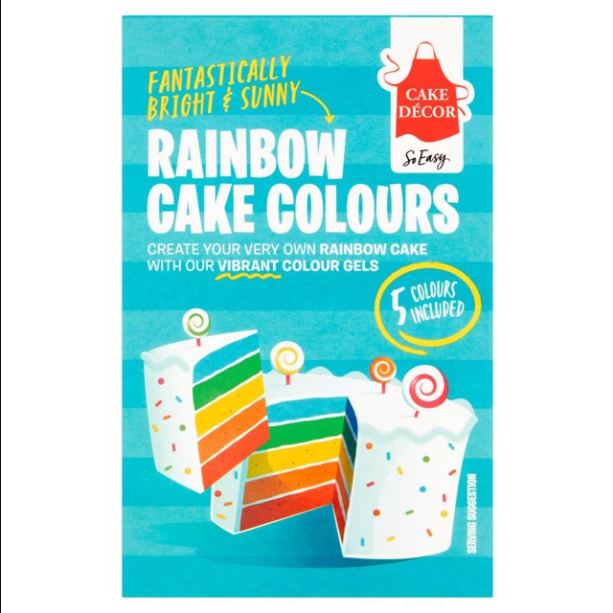 FANTASTICALLY
BRIGHT & SUNNY
CAKE
DÉCOR
So Easy
RAINBOW
CAKE COLOURS
CREATE YOUR VERY OWN RAINBOW CAKE
WITH OUR VIBRANT COLOUR GELS
5 COLOURS
INCLUDED
SERVING SUGGESTION